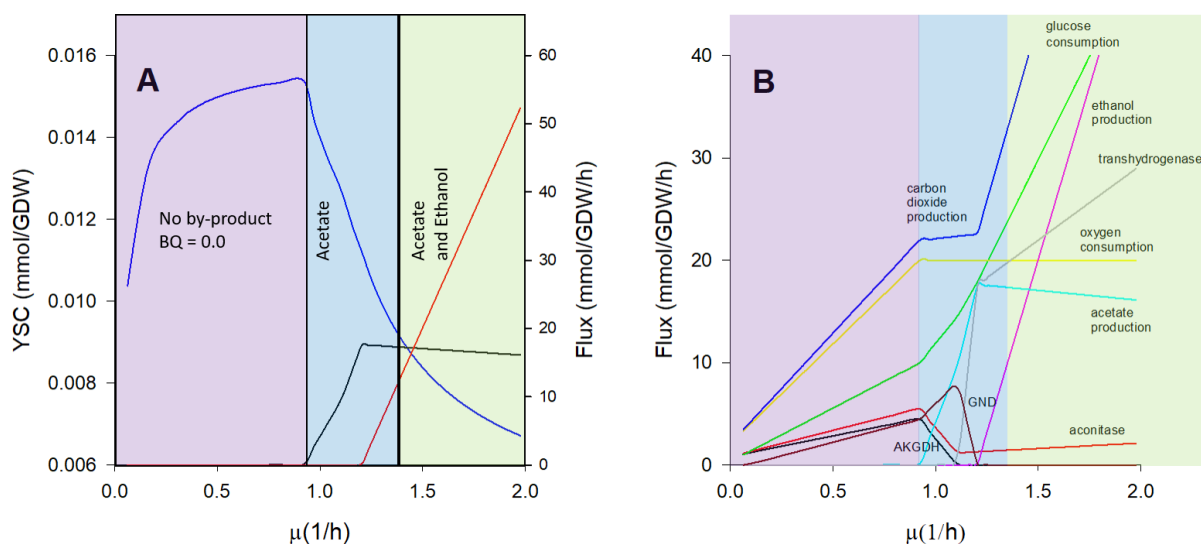 A
YSC (mmol/GDW)
0.016
0.014
0.012
0.010
0.008
0.006
No by-product
BQ = 0.0
Acetate
Acetate
and Ethanol
60
50
40
30
20
10
0
Flux (mmol/GDW/h)
0.0
0.5
1.0
1.5
2.0
μ(1/h)
B
Flux (mmol/GDW/h)
40
30
20
10
0
glucose
consumption
ethanol
production
transhydrogenase
carbon
dioxide
production
oxygen
consumption
acetate
production
GND
AKGDH
aconitase
0.0
0.5
1.0
1.5
2.0
μ(1/h)